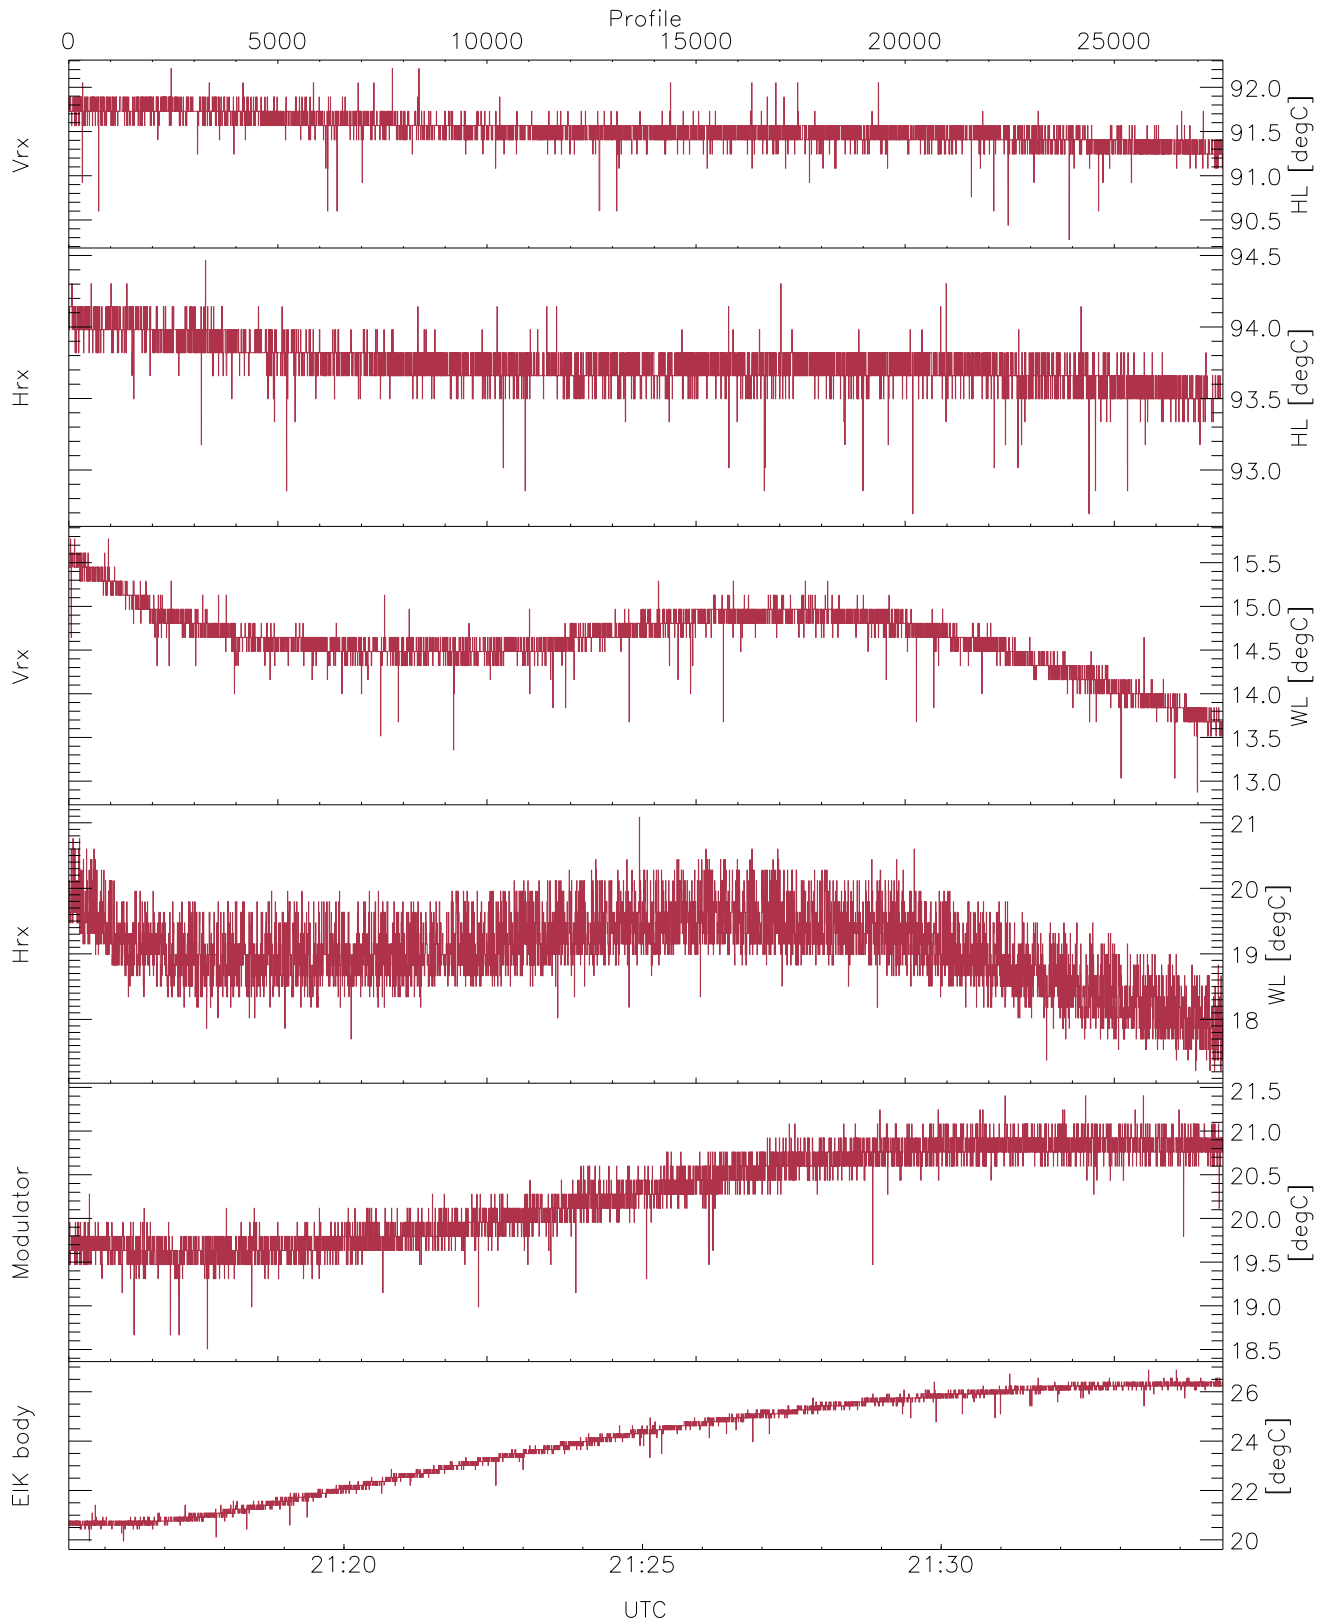 Profile
0 5000 10000 15000 20000 25000
Vrx
92.0
91.5
91.0
90.5
HL [degC]
Hrx
94.5
94.0
93.5
93.0
HL [degC]
Vrx
15.5
15.0
14.5
14.0
13.5
13.0
WL [degC]
Hrx
21
20
19
18
WL [degC]
Modulator
21.5
21.0
20.5
20.0
19.5
19.0
18.5
[degC]
EIK body
26
24
22
20
[degC]
21:20 21:25 21:30
UTC